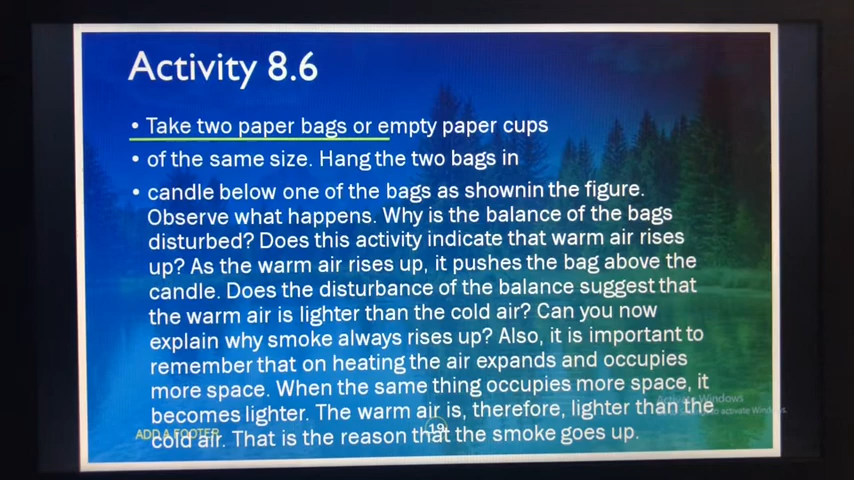 Activity 8.6
• Take two paper bags or empty paper cups
• of the same size. Hang the two bags in
• candle below one of the bags as shownin the figure.
Observe what happens. Why is the balance of the bags
disturbed? Does this activity indicate that warm air rises
up? As the warm air rises up, it pushes the bag above the
candle. Does the disturbance of the balance suggest that
the warm air is lighter than the cold air? Can you now
explain why smoke always rises up? Also, it is important to
remember that on heating the air expands and occupies
more space. When the same thing occupies more space, it
becomes lighter. The warm air is, therefore, lighter than the
cold air. That is the reason that the smoke goes up.
ADD A FOOTER
19
Activate Windows
to activate Windows.